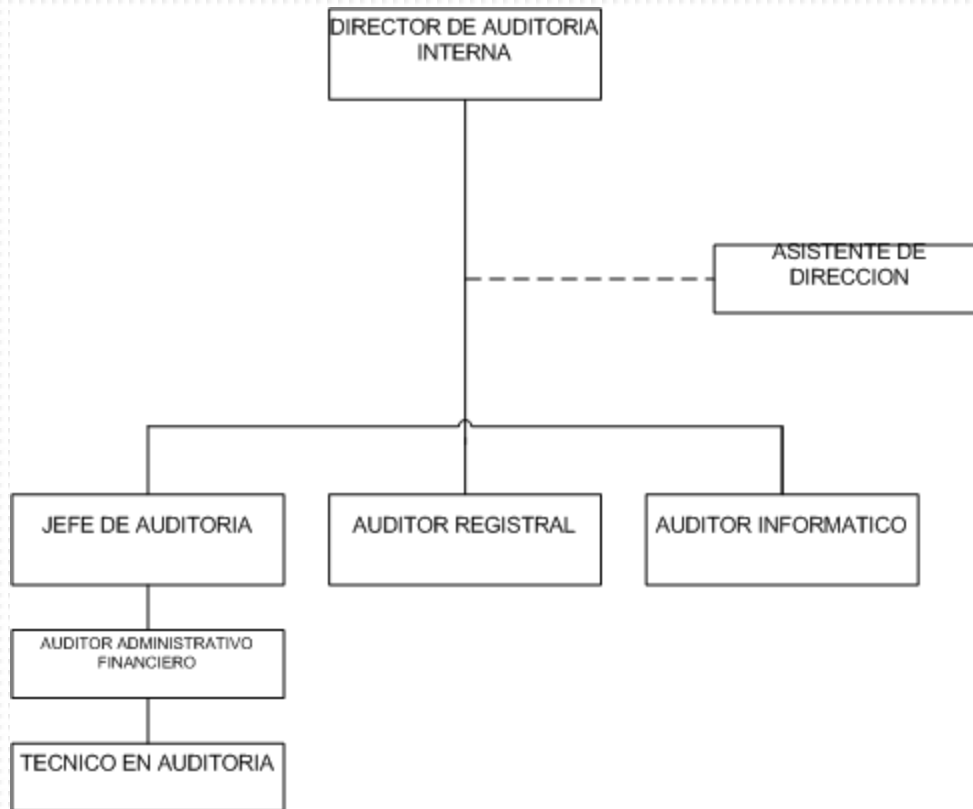 DIRECTOR DE AUDITORIA
INTERNA
ASISTENTE DE
DIRECCION
JEFE DE AUDITORIA
AUDITOR REGISTRAL
AUDITOR INFORMATICO
AUDITOR ADMINISTRATIVO
FINANCIERO
TECNICO EN AUDITORIA